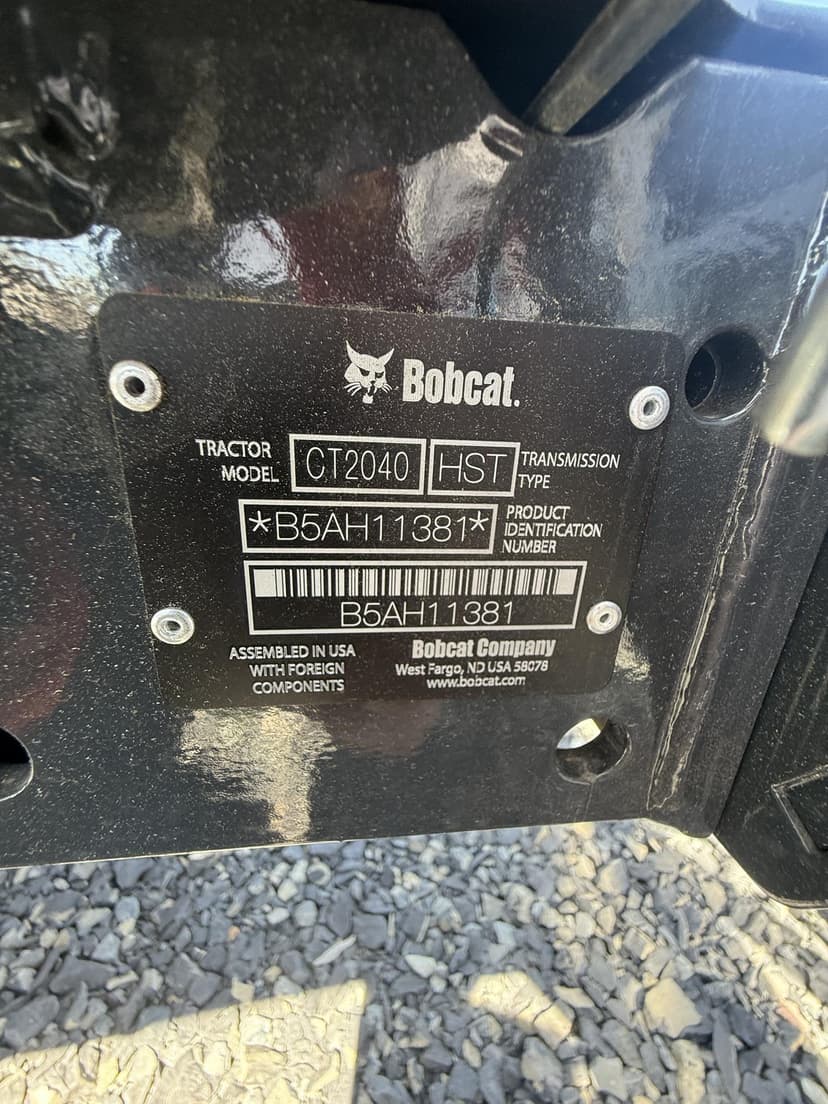 Bobcat.
TRACTOR MODEL CT2040 HST TRANSMISSION TYPE
*B5AH11381* PRODUCT IDENTIFICATION NUMBER
B5AH11381
ASSEMBLED IN USA
WITH FOREIGN
COMPONENTS
Bobcat Company
West Fargo, ND USA 58078
www.bobcat.com